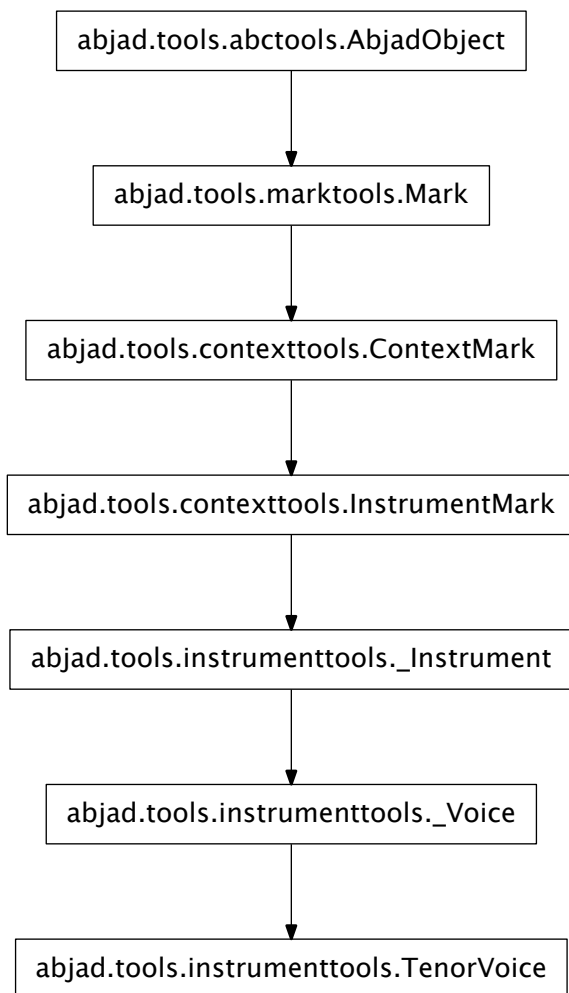 abjad.tools.abctools.AbjadObject
abjad.tools.marktools.Mark
abjad.tools.contexttools.ContextMark
abjad.tools.contexttools.InstrumentMark
abjad.tools.instrumenttools._Instrument
abjad.tools.instrumenttools._Voice
abjad.tools.instrumenttools.TenorVoice